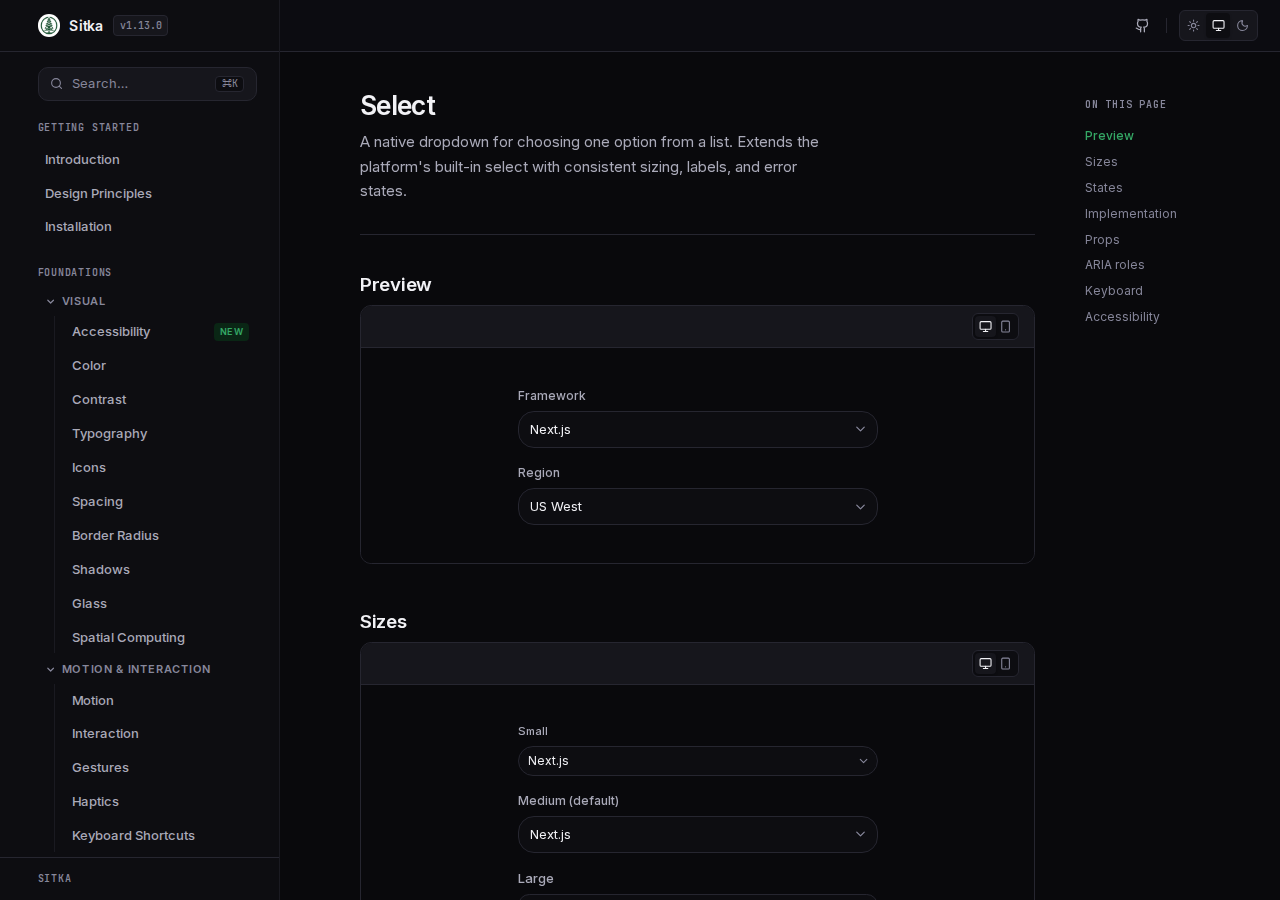 Sitka v1.13.0
Search... ⌘K
GETTING STARTED
Introduction
Design Principles
Installation
FOUNDATIONS
VISUAL
Accessibility NEW
Color
Contrast
Typography
Icons
Spacing
Border Radius
Shadows
Glass
Spatial Computing
MOTION & INTERACTION
Motion
Interaction
Gestures
Haptics
Keyboard Shortcuts
SITKA
Select
A native dropdown for choosing one option from a list. Extends the
platform's built-in select with consistent sizing, labels, and error
states.
Preview
Framework
Next.js
Region
US West
Sizes
Small
Next.js
Medium (default)
Next.js
Large
ON THIS PAGE
Preview
Sizes
States
Implementation
Props
ARIA roles
Keyboard
Accessibility